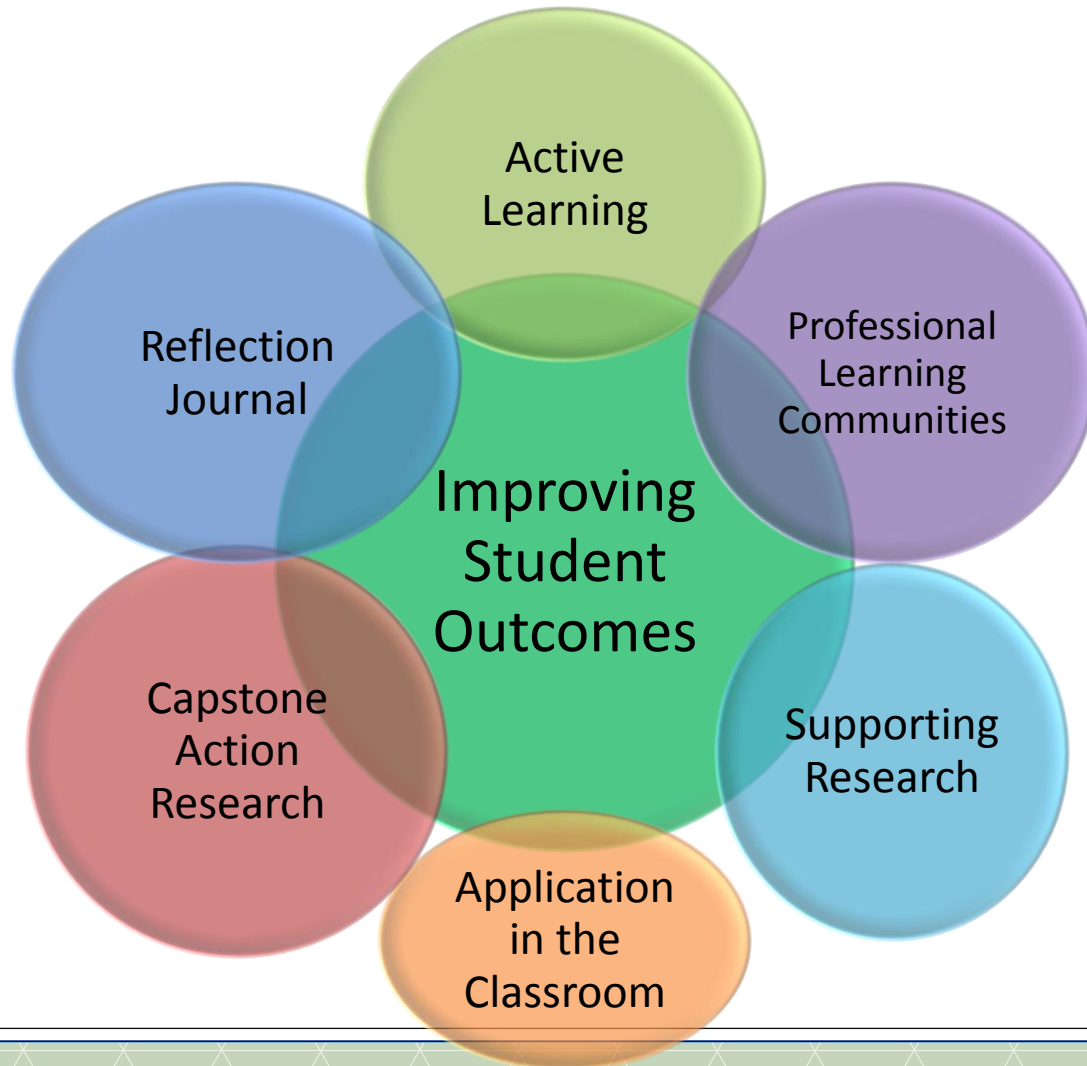 Active
Learning
Professional
Learning
Communities
Supporting
Research
Application
in the
Classroom
Capstone
Action
Research
Reflection
Journal
Improving
Student
Outcomes